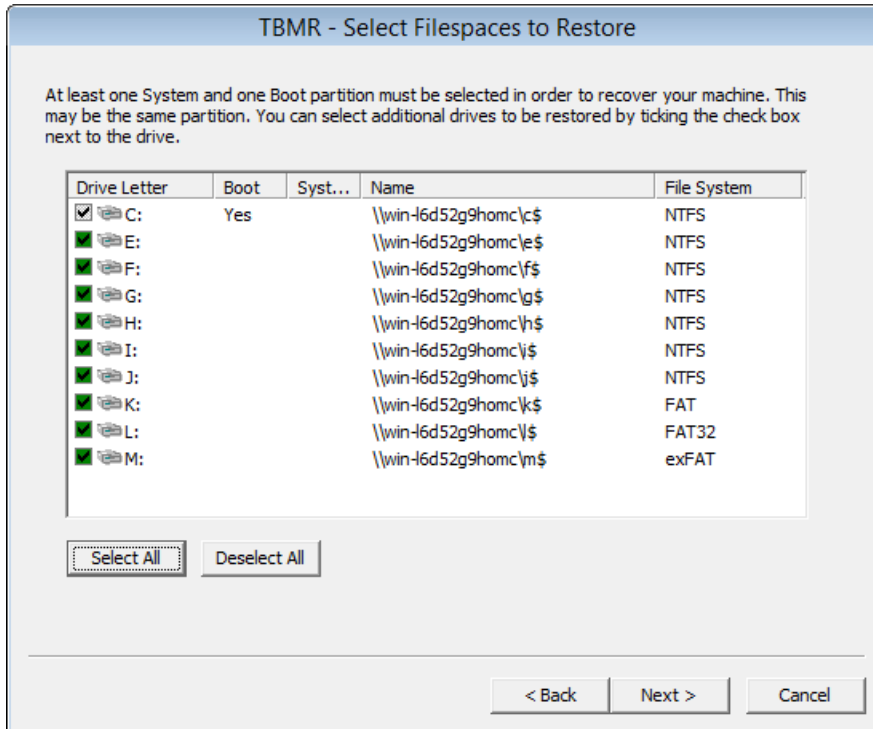 TBMR - Select Filespaces to Restore
At least one System and one Boot partition must be selected in order to recover your machine. This
may be the same partition. You can select additional drives to be restored by ticking the check box
next to the drive.
Drive Letter Boot Syst... Name File System
C: Yes \\win-l6d52g9homc\c$ NTFS
E: \\win-l6d52g9homc\e$ NTFS
F: \\win-l6d52g9homc\f$ NTFS
G: \\win-l6d52g9homc\g$ NTFS
H: \\win-l6d52g9homc\h$ NTFS
I: \\win-l6d52g9homc\i$ NTFS
J: \\win-l6d52g9homc\j$ NTFS
K: \\win-l6d52g9homc\k$ FAT
L: \\win-l6d52g9homc\l$ FAT32
M: \\win-l6d52g9homc\m$ exFAT
Select All Deselect All
< Back Next > Cancel